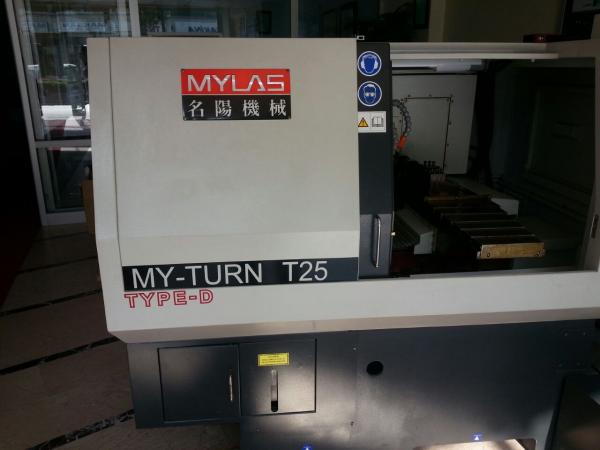 MYLAS
名陽機械
MY-TURN T25
TYPE-D